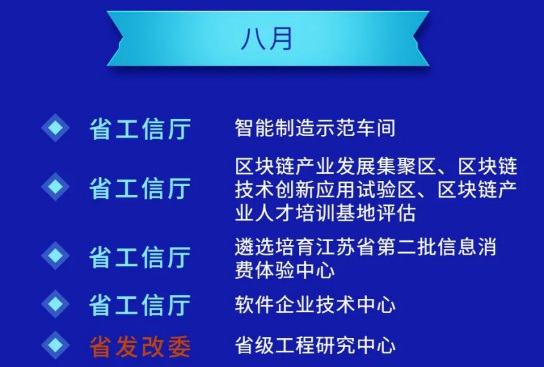 八月
省工信厅 智能制造示范车间
省工信厅 区块链产业发展集聚区、区块链
技术创新应用试验区、区块链产
业人才培训基地评估
省工信厅 遴选培育江苏省第二批信息消
费体验中心
省工信厅 软件企业技术中心
省发改委 省级工程研究中心